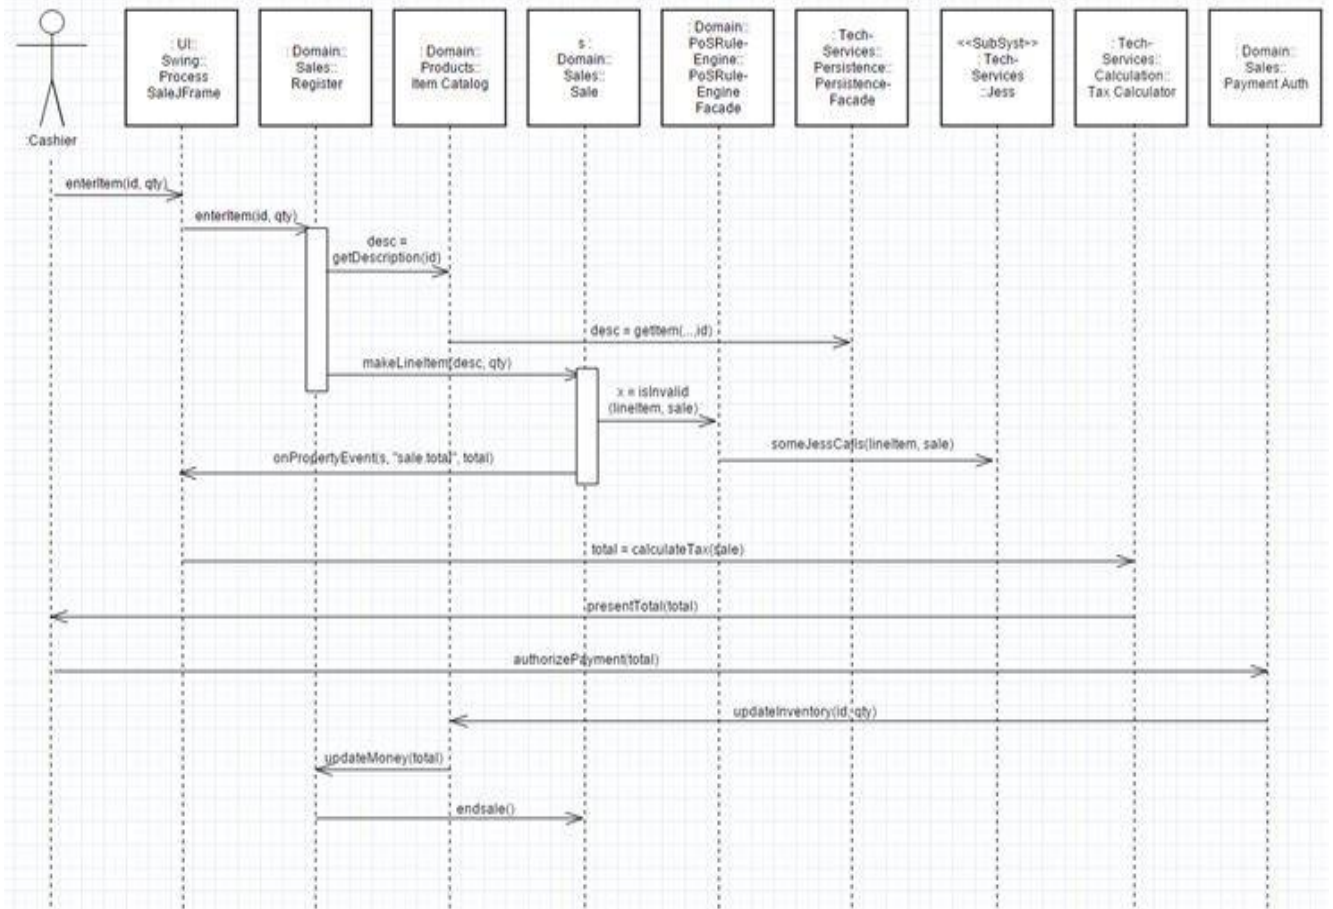 : UI::
Swing::
Process
SaleJFrame
: Domain::
Sales::
Register
: Domain::
Products::
Item Catalog
s :
Domain::
Sales::
Sale
: Domain::
PoSRule-
Engine::
PoSRule-
Engine
Facade
: Tech-
Services::
Persistence::
Persistence-
Facade
<<SubSyst>>
: Tech-
Services
::Jess
: Tech-
Services::
Calculation::
Tax Calculator
: Domain::
Sales::
Payment Auth
:Cashier
enterItem(id, qty)
enterItem(id, qty)
desc =
getDescription(id)
desc = getItem(...,id)
makeLineItem(desc, qty)
x = isInvalid
(lineItem, sale)
someJessCalls(lineItem, sale)
onPropertyEvent(s, "sale.total", total)
total = calculateTax(sale)
presentTotal(total)
authorizePayment(total)
updateInventory(id, qty)
updateMoney(total)
endsale()